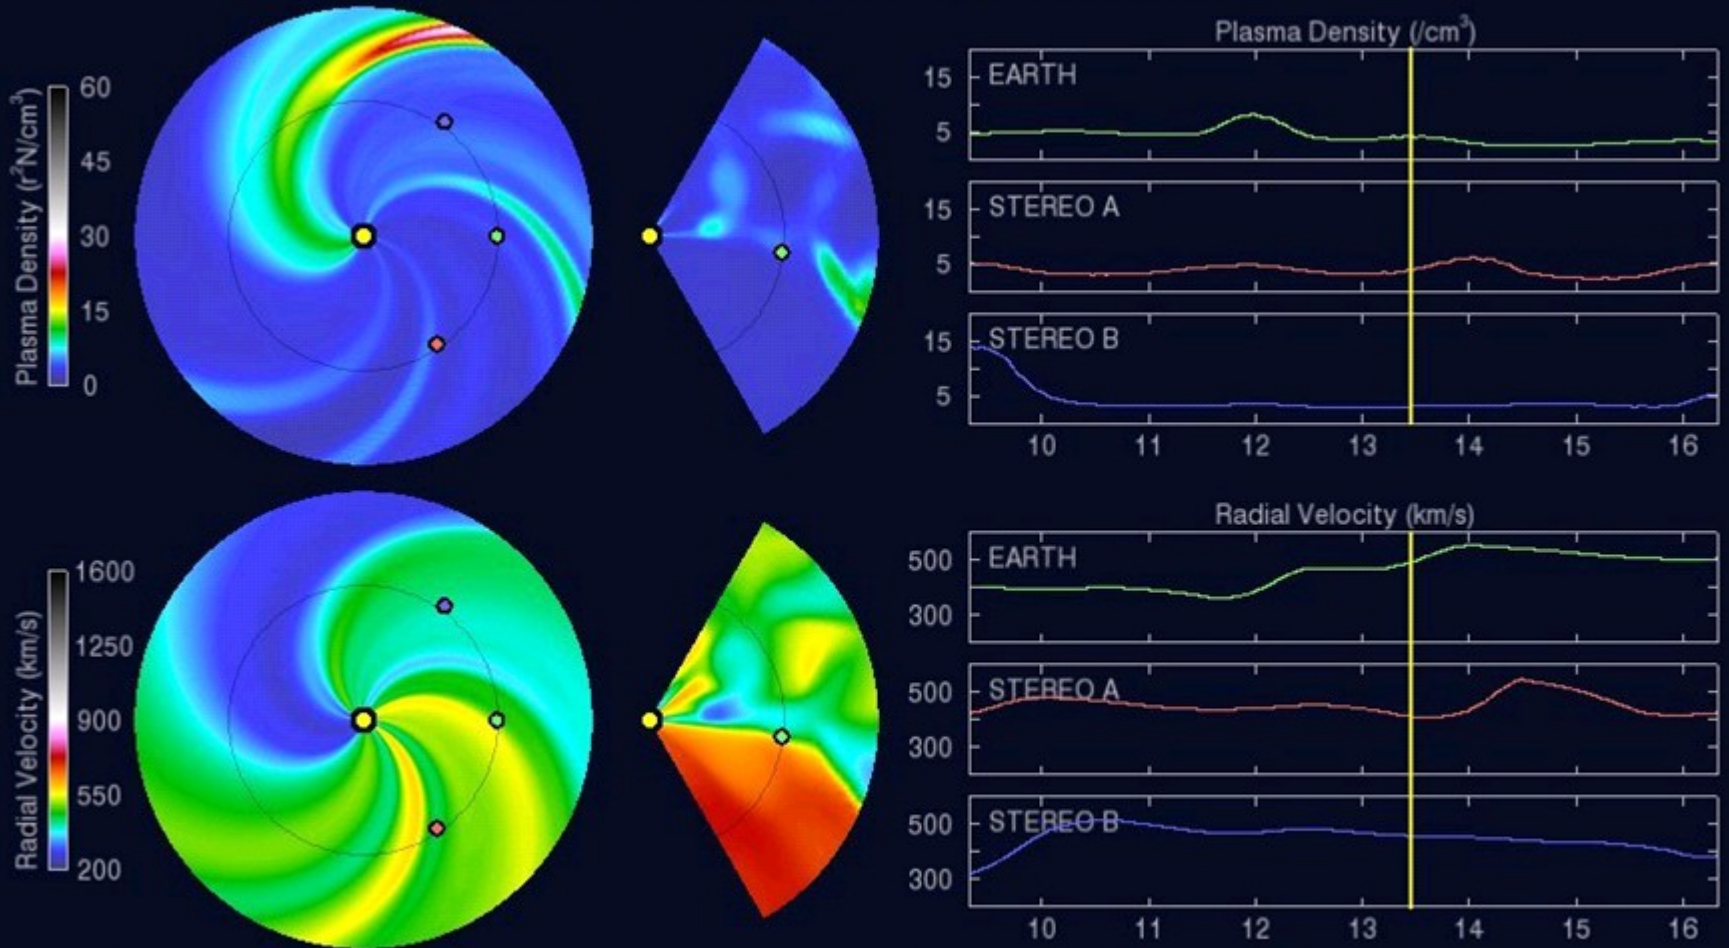 Plasma Density (/cm³)
Plasma Density (r²N/cm³)
60
45
30
15
0
EARTH
15
5
STEREO A
15
5
STEREO B
15
5
10 11 12 13 14 15 16
Radial Velocity (km/s)
Radial Velocity (km/s)
1600
1250
900
550
200
EARTH
500
300
STEREO A
500
300
STEREO B
500
300
10 11 12 13 14 15 16